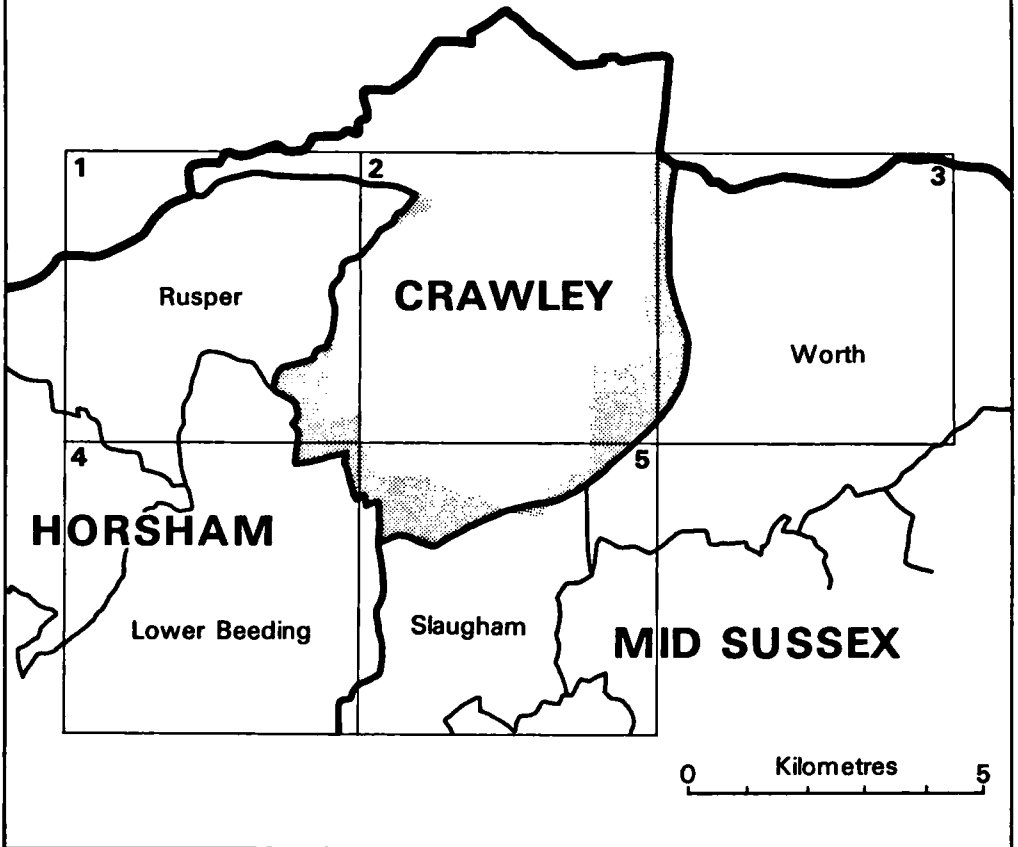 1
2
3
Rusper
CRAWLEY
Worth
4
5
HORSHAM
Lower Beeding
Slaugham
MID SUSSEX
Kilometres
0 5